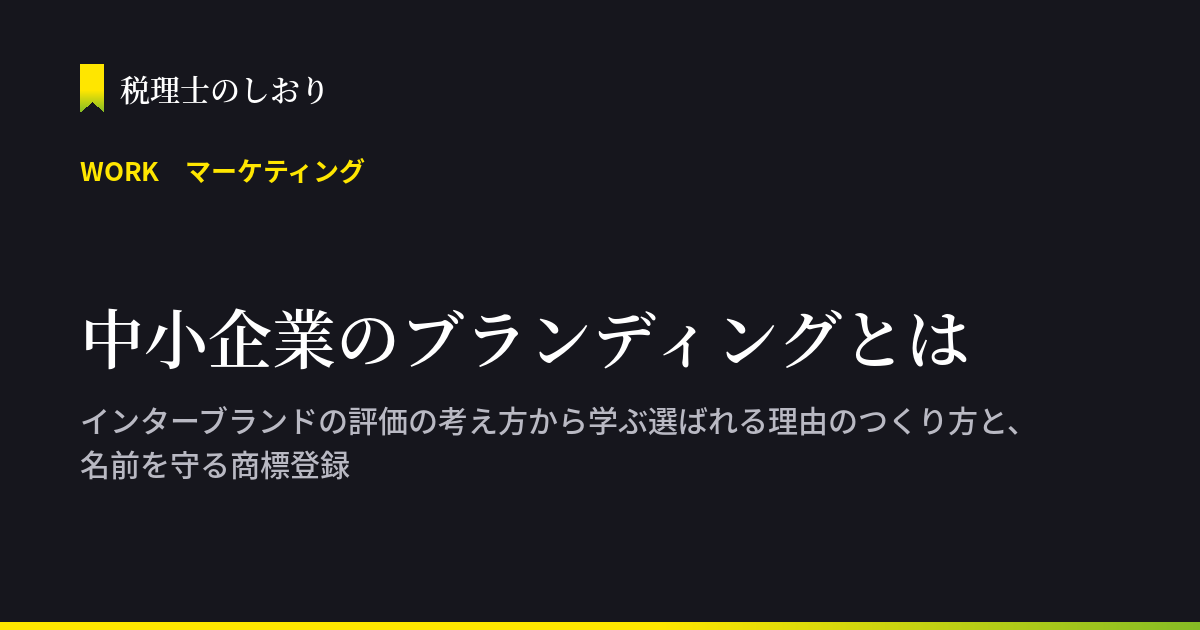 税理士のしおり
WORK　マーケティング
中小企業のブランディングとは
インターブランドの評価の考え方から学ぶ選ばれる理由のつくり方と、
名前を守る商標登録